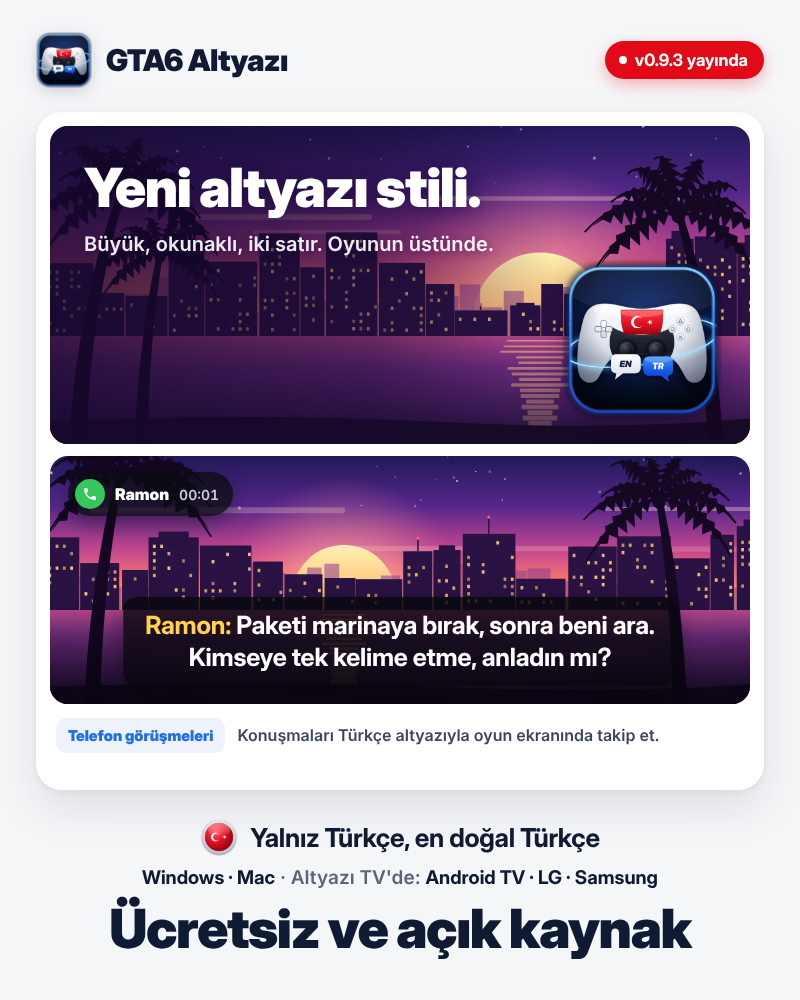 GTA6 Altyazı
v0.9.3 yayında
Yeni altyazı stili.
Büyük, okunaklı, iki satır. Oyunun üstünde.
EN
TR
Ramon 00:01
Ramon: Paketi marinaya bırak, sonra beni ara.
Kimseye tek kelime etme, anladın mı?
Telefon görüşmeleri Konuşmaları Türkçe altyazıyla oyun ekranında takip et.
Yalnız Türkçe, en doğal Türkçe
Windows · Mac · Altyazı TV'de: Android TV · LG · Samsung
Ücretsiz ve açık kaynak